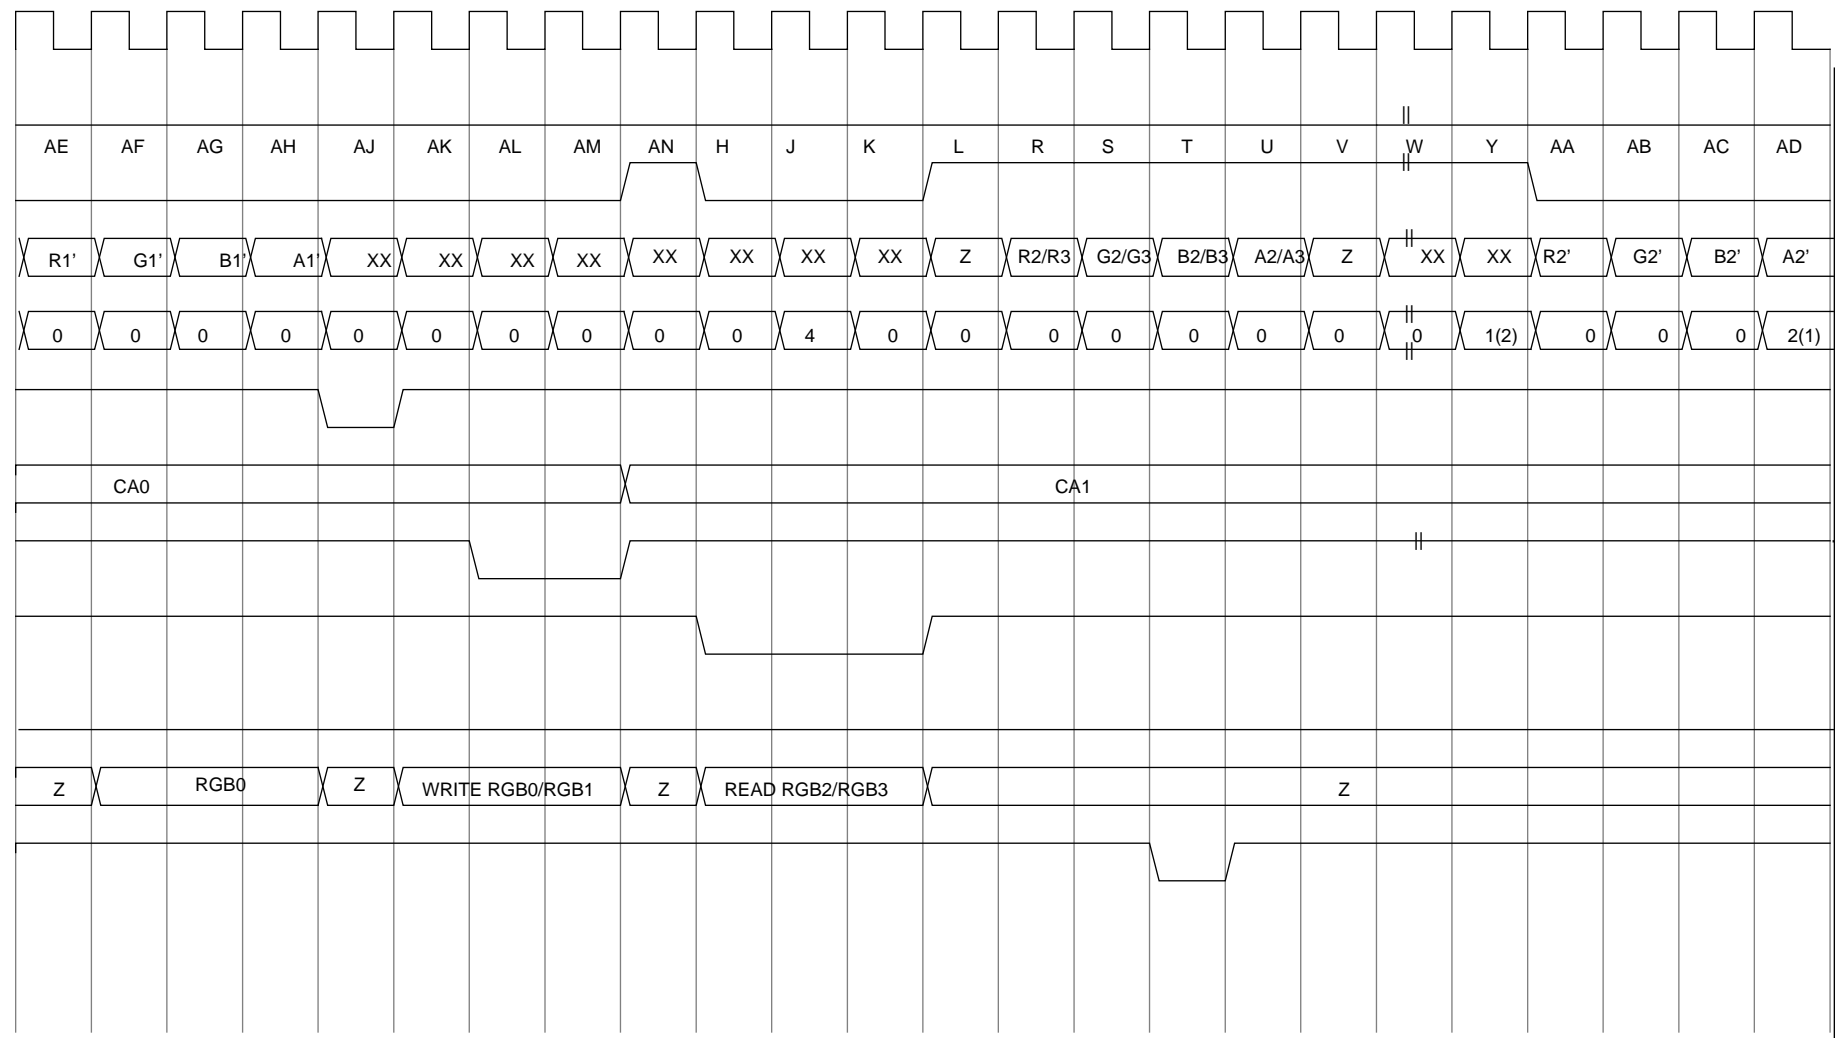 AE AF AG AH AJ AK AL AM AN H J K L R S T U V W Y AA AB AC AD
R1' G1' B1' A1' XX XX XX XX XX XX XX XX Z R2/R3 G2/G3 B2/B3 A2/A3 Z XX XX R2' G2' B2' A2'
0 0 0 0 0 0 0 0 0 0 4 0 0 0 0 0 0 0 0 1(2) 0 0 0 2(1)
CA0 CA1
Z RGB0 Z WRITE RGB0/RGB1 Z READ RGB2/RGB3 Z